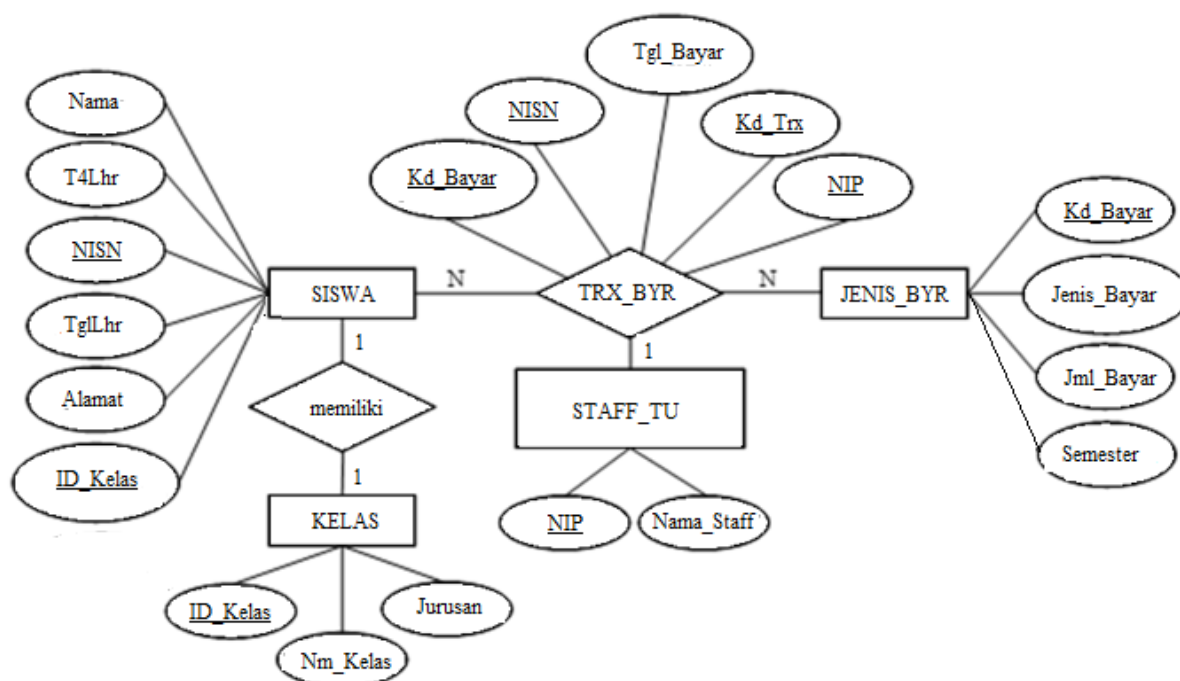 Tgl_Bayar
Nama
NISN
Kd_Trx
T4Lhr
Kd_Bayar
NIP
Kd_Bayar
NISN
SISWA
N
TRX_BYR
N
JENIS_BYR
Jenis_Bayar
TglLhr
1
1
Jml_Bayar
Alamat
memiliki
STAFF_TU
Semester
ID_Kelas
1
KELAS
NIP
Nama_Staff
ID_Kelas
Jurusan
Nm_Kelas